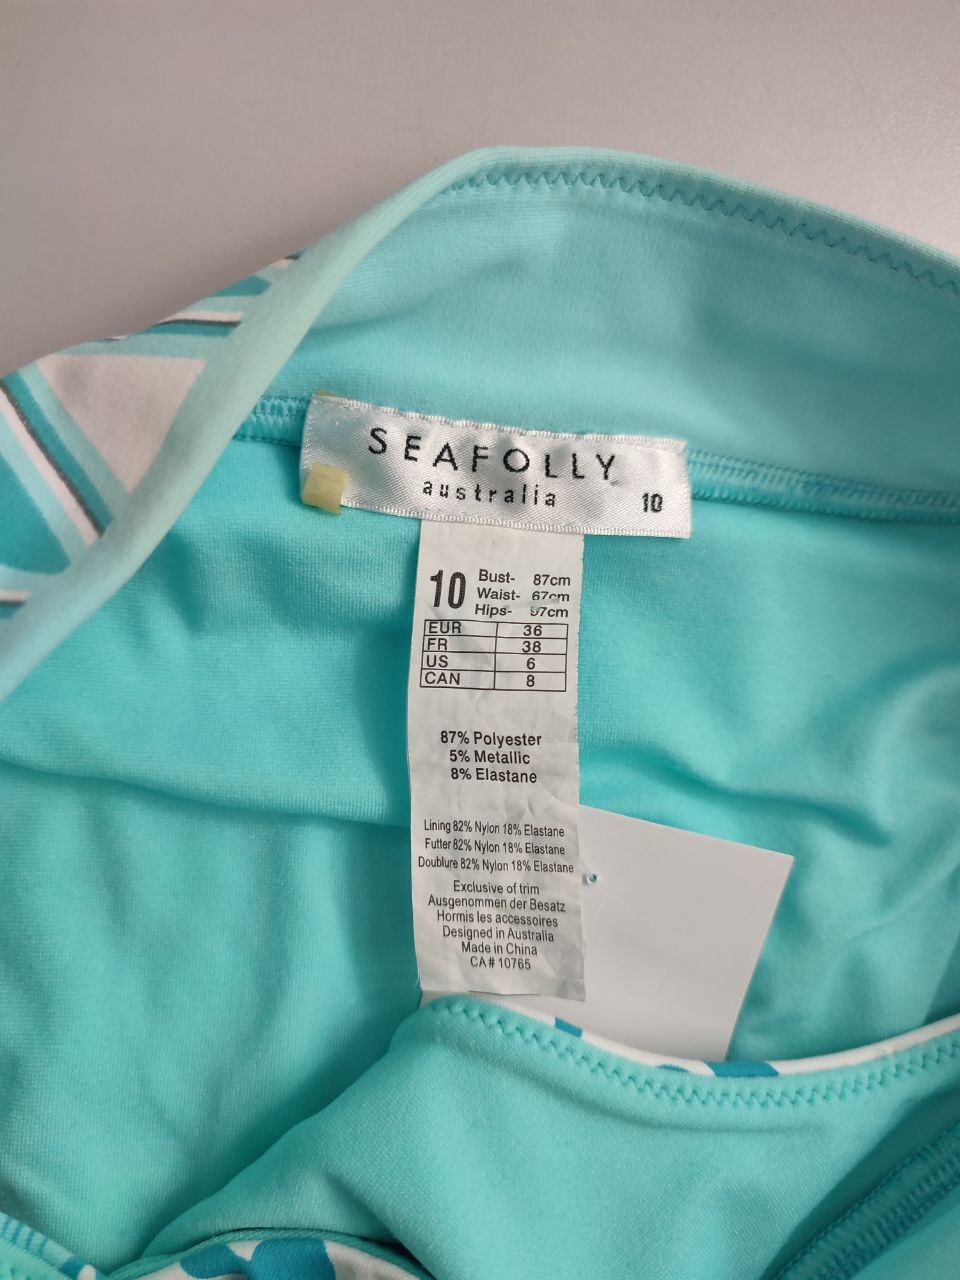 SEAFOLLY
australia 10
10 Bust- 87cm
Waist- 67cm
Hips- 97cm
EUR 36
FR 38
US 6
CAN 8
87% Polyester
5% Metallic
8% Elastane
Lining 82% Nylon 18% Elastane
Futter 82% Nylon 18% Elastane
Doublure 82% Nylon 18% Elastane
Exclusive of trim
Ausgenommen der Besatz
Hormis les accessoires
Designed in Australia
Made in China
CA# 10765